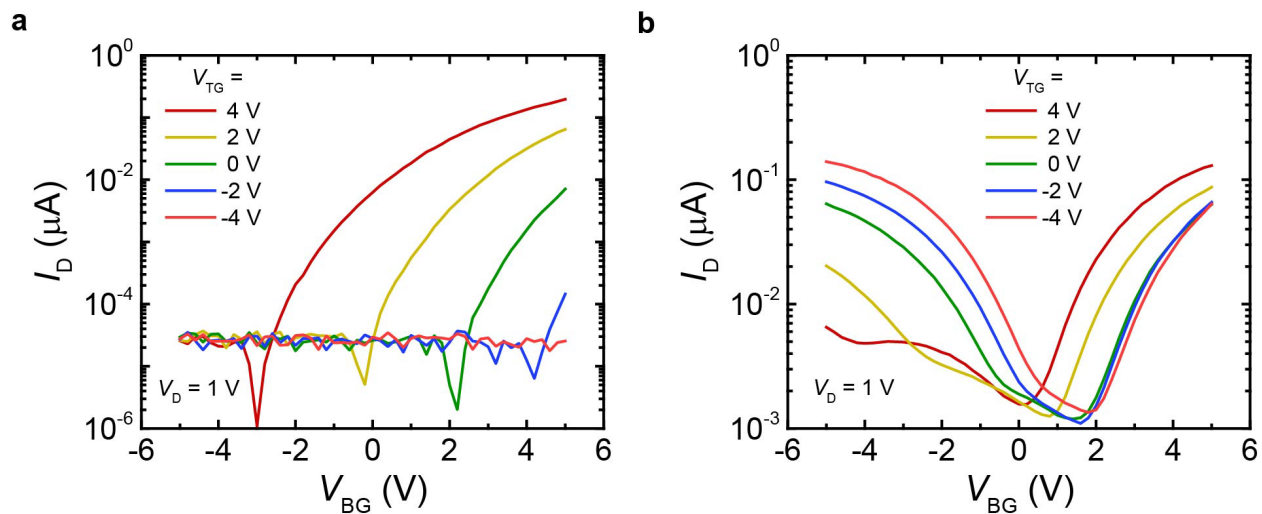 a
10^0
10^-2
10^-4
10^-6
I_D (μA)
V_TG =
4 V
2 V
0 V
-2 V
-4 V
V_D = 1 V
-6 -4 -2 0 2 4 6
V_BG (V)
b
10^0
10^-1
10^-2
10^-3
I_D (μA)
V_TG =
4 V
2 V
0 V
-2 V
-4 V
V_D = 1 V
-6 -4 -2 0 2 4 6
V_BG (V)